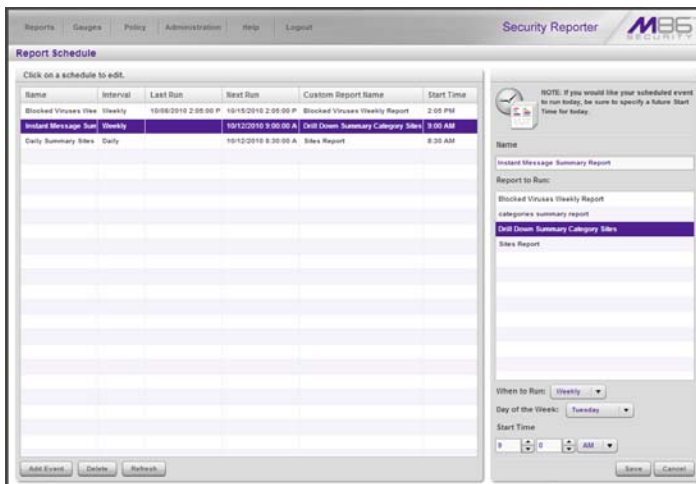 Reports Gauges Policy Administration Help Logout Security Reporter M86 SECURITY
Report Schedule
Click on a schedule to edit.
Name Interval Last Run Next Run Custom Report Name Start Time
Blocked Viruses Wee Weekly 10/08/2010 2:05:00 P 10/15/2010 2:05:00 P Blocked Viruses Weekly Report 2:05 PM
Instant Message Sum Weekly 10/12/2010 9:00:00 A Drill Down Summary Category Sites 9:00 AM
Daily Summary Sites Daily 10/12/2010 8:30:00 A Sites Report 8:30 AM
Add Event Delete Refresh
NOTE: If you would like your scheduled event
to run today, be sure to specify a future Start
Time for today.
Name
Instant Message Summary Report
Report to Run:
Blocked Viruses Weekly Report
categories summary report
Drill Down Summary Category Sites
Sites Report
When to Run: Weekly
Day of the Week: Tuesday
Start Time
9 0 AM
Save Cancel